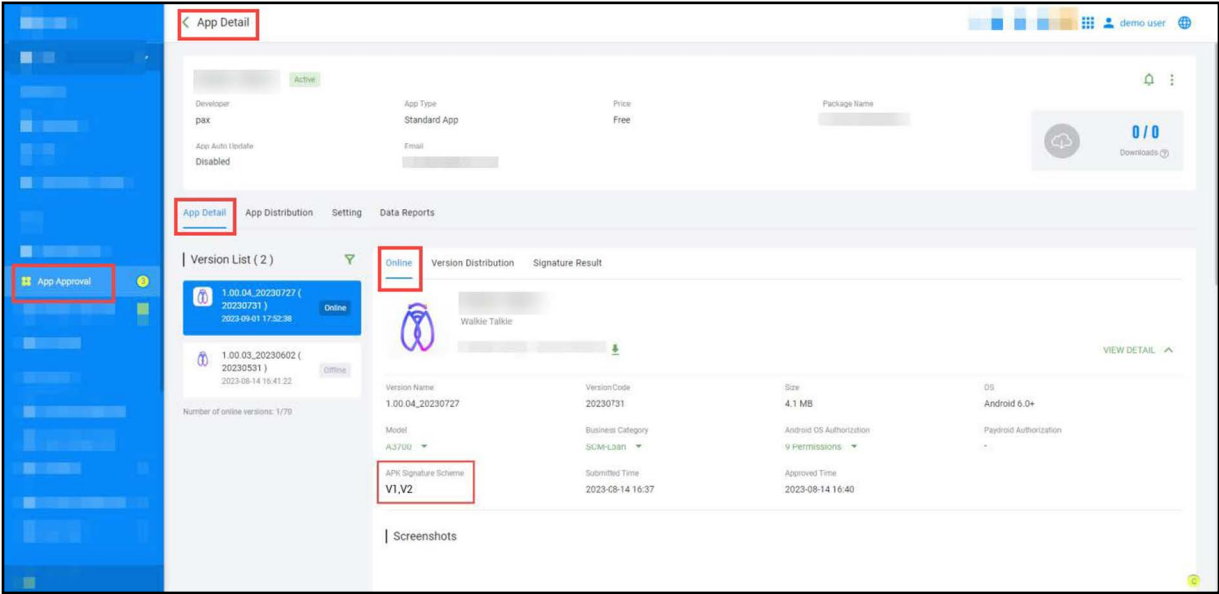 App Detail
demo user
Active
Developer
App Type
Price
Package Name
pax
Standard App
Free
0 / 0
Downloads
App Auto Update
Email
Disabled
App Detail
App Distribution
Setting
Data Reports
Version List ( 2 )
Online
Version Distribution
Signature Result
App Approval
3
1.00.04_20230727 (
20230731 )
2023-09-01 17:52:38
Online
Walkie Talkie
VIEW DETAIL
1.00.03_20230602 (
20230531 )
2023-08-14 16:41:22
Offline
Number of online versions: 1/70
Version Name
Version Code
Size
OS
1.00.04_20230727
20230731
4.1 MB
Android 6.0+
Model
Business Category
Android OS Authorization
Paydroid Authorization
A3700
SCM-Loan
9 Permissions
-
APK Signature Scheme
Submitted Time
Approved Time
V1,V2
2023-08-14 16:37
2023-08-14 16:40
Screenshots